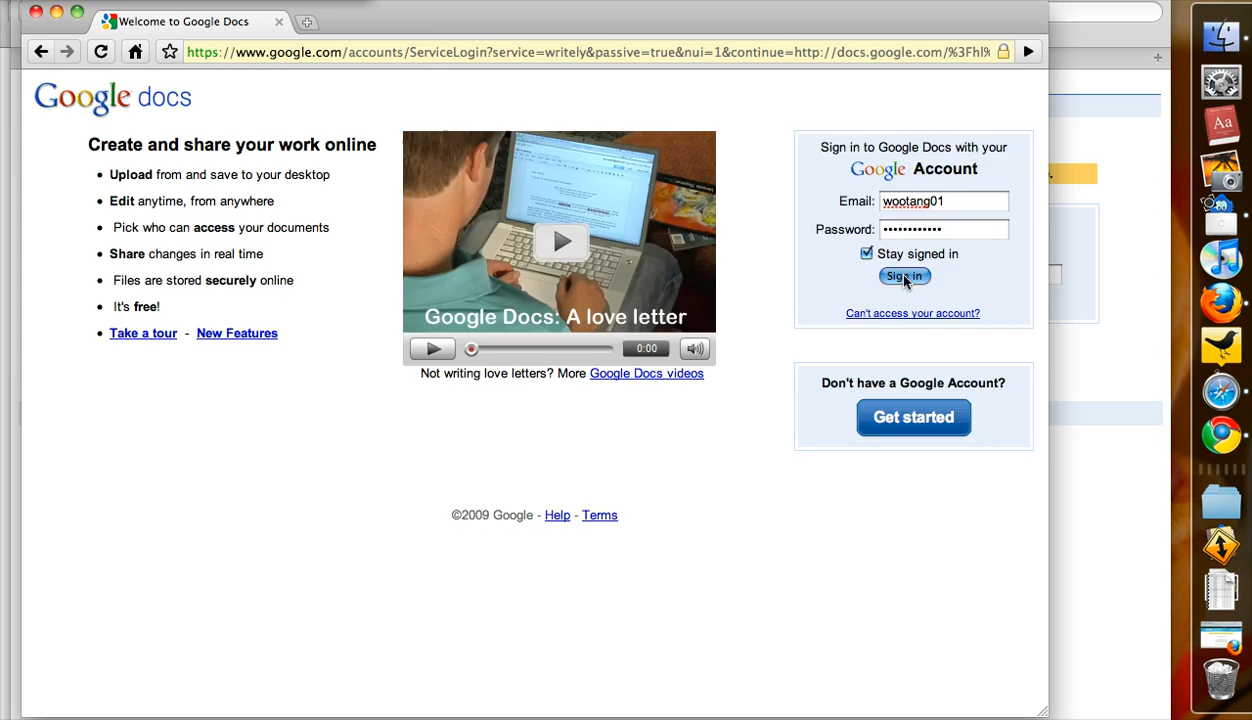 Welcome to Google Docs
https://www.google.com/accounts/ServiceLogin?service=writely&passive=true&nui=1&continue=http://docs.google.com/%3Fhl%
Google docs
Create and share your work online
Upload from and save to your desktop
Edit anytime, from anywhere
Pick who can access your documents
Share changes in real time
Files are stored securely online
It's free!
Take a tour - New Features
Google Docs: A love letter
0:00
Not writing love letters? More Google Docs videos
Sign in to Google Docs with your
Google Account
Email: wootang01
Password: ••••••••••••
Stay signed in
Sign in
Can't access your account?
Don't have a Google Account?
Get started
©2009 Google - Help - Terms
Aa